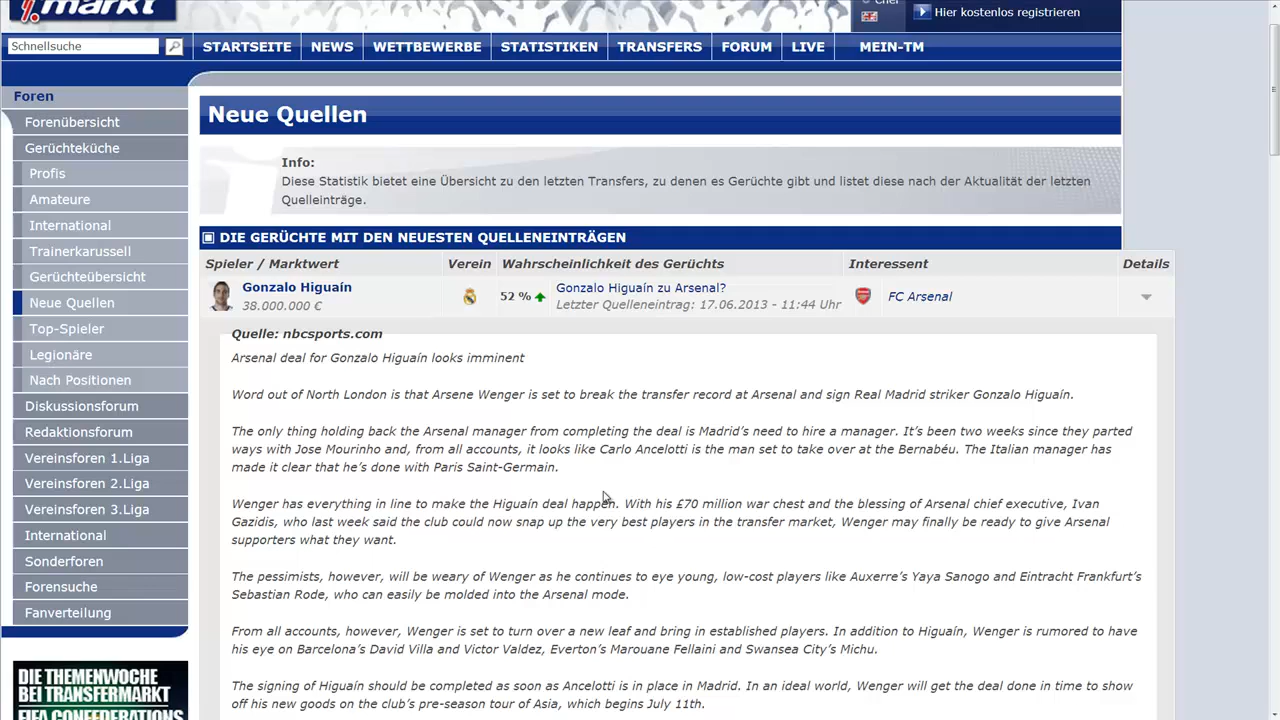 markt
Hier kostenlos registrieren
Schnellsuche
STARTSEITE NEWS WETTBEWERBE STATISTIKEN TRANSFERS FORUM LIVE MEIN-TM
Foren
Forenübersicht
Gerüchteküche
Profis
Amateure
International
Trainerkarussell
Gerüchteübersicht
Neue Quellen
Top-Spieler
Legionäre
Nach Positionen
Diskussionsforum
Redaktionsforum
Vereinsforen 1.Liga
Vereinsforen 2.Liga
Vereinsforen 3.Liga
International
Sonderforen
Forensuche
Fanverteilung
DIE THEMENWOCHE
BEI TRANSFERMARKT
FIFA CONFEDERATIONS
Neue Quellen
Info:
Diese Statistik bietet eine Übersicht zu den letzten Transfers, zu denen es Gerüchte gibt und listet diese nach der Aktualität der letzten
Quelleinträge.
DIE GERÜCHTE MIT DEN NEUESTEN QUELLENEINTRÄGEN
Spieler / Marktwert Verein Wahrscheinlichkeit des Gerüchts Interessent Details
Gonzalo Higuaín
38.000.000 €
52 %
Gonzalo Higuaín zu Arsenal?
Letzter Quelleneintrag: 17.06.2013 - 11:44 Uhr
FC Arsenal
Quelle: nbcsports.com
Arsenal deal for Gonzalo Higuaín looks imminent
Word out of North London is that Arsene Wenger is set to break the transfer record at Arsenal and sign Real Madrid striker Gonzalo Higuaín.
The only thing holding back the Arsenal manager from completing the deal is Madrid’s need to hire a manager. It’s been two weeks since they parted
ways with Jose Mourinho and, from all accounts, it looks like Carlo Ancelotti is the man set to take over at the Bernabéu. The Italian manager has
made it clear that he’s done with Paris Saint-Germain.
Wenger has everything in line to make the Higuaín deal happen. With his £70 million war chest and the blessing of Arsenal chief executive, Ivan
Gazidis, who last week said the club could now snap up the very best players in the transfer market, Wenger may finally be ready to give Arsenal
supporters what they want.
The pessimists, however, will be weary of Wenger as he continues to eye young, low-cost players like Auxerre’s Yaya Sanogo and Eintracht Frankfurt’s
Sebastian Rode, who can easily be molded into the Arsenal mode.
From all accounts, however, Wenger is set to turn over a new leaf and bring in established players. In addition to Higuaín, Wenger is rumored to have
his eye on Barcelona’s David Villa and Victor Valdez, Everton’s Marouane Fellaini and Swansea City’s Michu.
The signing of Higuaín should be completed as soon as Ancelotti is in place in Madrid. In an ideal world, Wenger will get the deal done in time to show
off his new goods on the club’s pre-season tour of Asia, which begins July 11th.